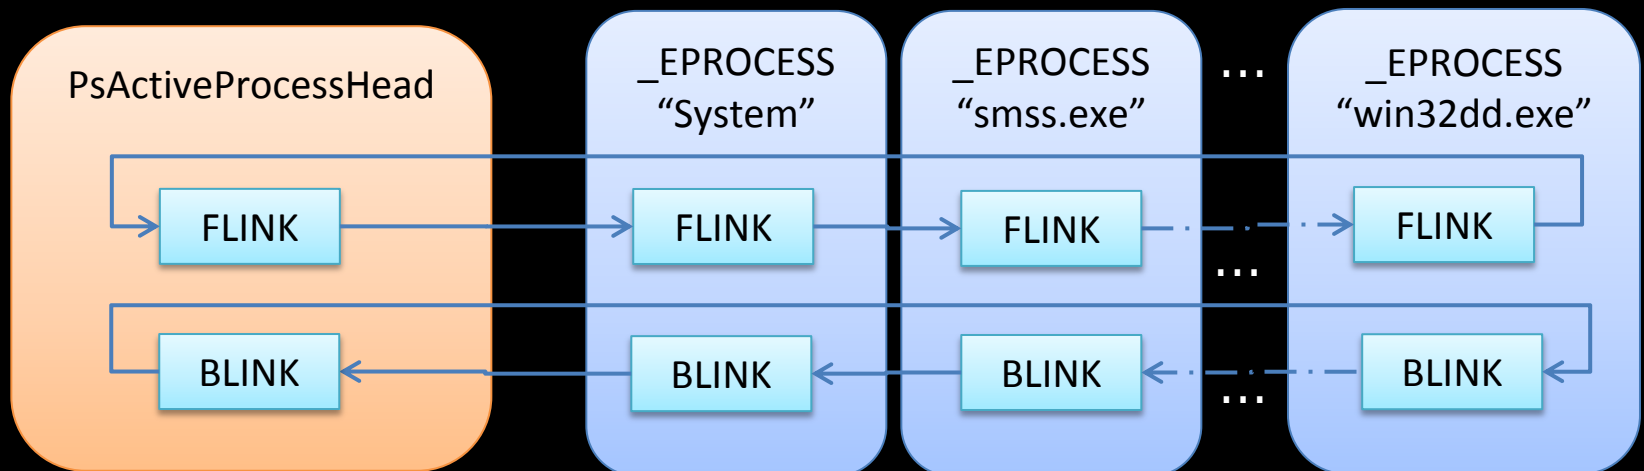 PsActiveProcessHead
_EPROCESS
“System”
_EPROCESS
“smss.exe”
...
_EPROCESS
“win32dd.exe”
FLINK
FLINK
FLINK
...
FLINK
BLINK
BLINK
BLINK
...
BLINK